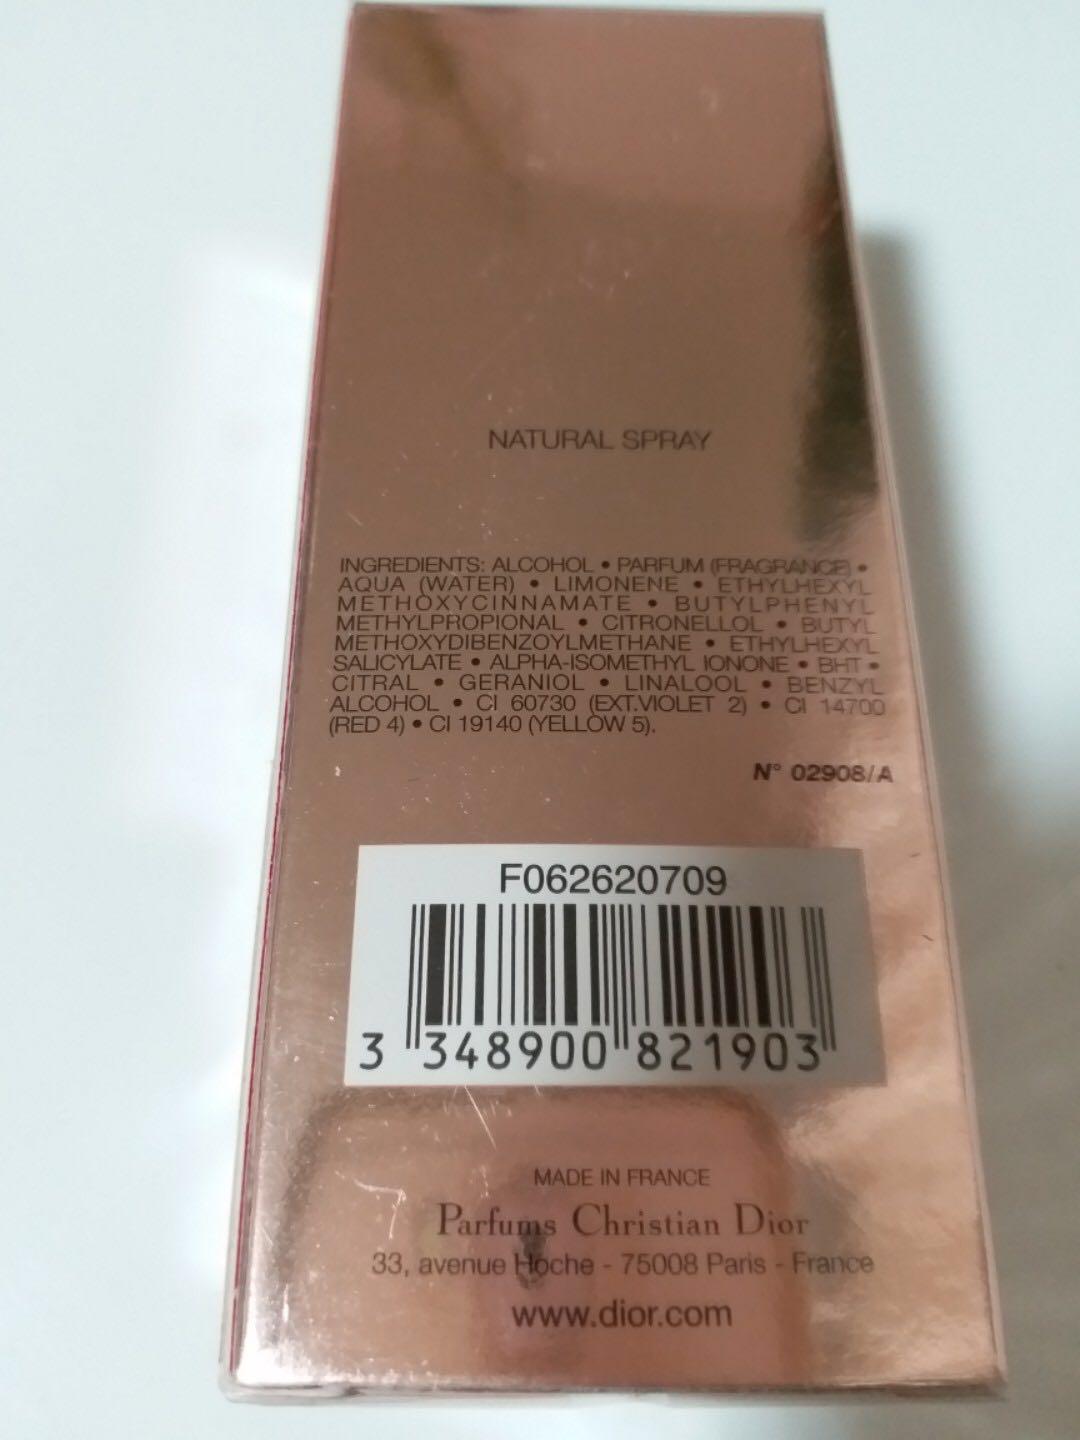 NATURAL SPRAY
INGREDIENTS: ALCOHOL • PARFUM (FRAGRANCE) •
AQUA (WATER) • LIMONENE • ETHYLHEXYL
METHOXYCINNAMATE • BUTYLPHENYL
METHYLPROPIONAL • CITRONELLOL • BUTYL
METHOXYDIBENZOYLMETHANE • ETHYLHEXYL
SALICYLATE • ALPHA-ISOMETHYL IONONE • BHT •
CITRAL • GERANIOL • LINALOOL • BENZYL
ALCOHOL • CI 60730 (EXT.VIOLET 2) • CI 14700
(RED 4) • CI 19140 (YELLOW 5).
N° 02908/A
F062620709
3 348900 821903
MADE IN FRANCE
Parfums Christian Dior
33, avenue Hoche - 75008 Paris - France
www.dior.com